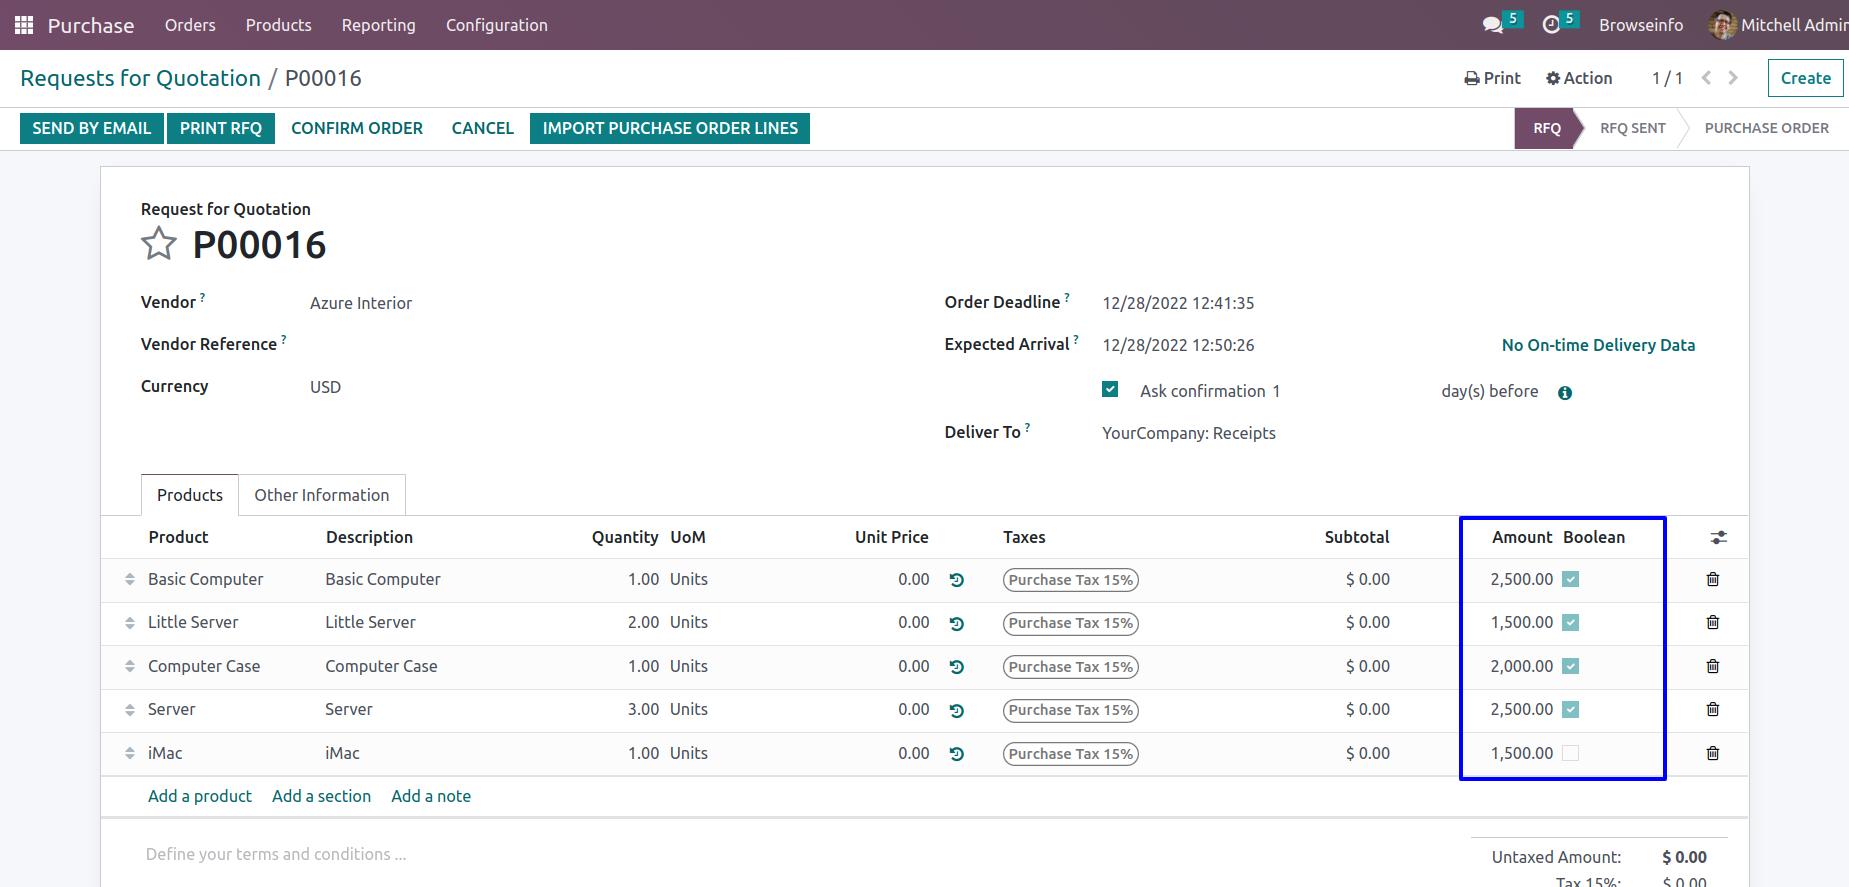 Purchase Orders Products Reporting Configuration 5 5 Browseinfo Mitchell Admin
Requests for Quotation / P00016 Print Action 1 / 1 Create
SEND BY EMAIL PRINT RFQ CONFIRM ORDER CANCEL IMPORT PURCHASE ORDER LINES RFQ RFQ SENT PURCHASE ORDER
Request for Quotation
P00016
Vendor ? Azure Interior Order Deadline ? 12/28/2022 12:41:35
Vendor Reference ? Expected Arrival ? 12/28/2022 12:50:26 No On-time Delivery Data
Currency USD Ask confirmation 1 day(s) before
Deliver To ? YourCompany: Receipts
Products Other Information
Product Description Quantity UoM Unit Price Taxes Subtotal Amount Boolean
Basic Computer Basic Computer 1.00 Units 0.00 Purchase Tax 15% $ 0.00 2,500.00
Little Server Little Server 2.00 Units 0.00 Purchase Tax 15% $ 0.00 1,500.00
Computer Case Computer Case 1.00 Units 0.00 Purchase Tax 15% $ 0.00 2,000.00
Server Server 3.00 Units 0.00 Purchase Tax 15% $ 0.00 2,500.00
iMac iMac 1.00 Units 0.00 Purchase Tax 15% $ 0.00 1,500.00
Add a product Add a section Add a note
Define your terms and conditions ... Untaxed Amount: $ 0.00
Tax 15%: $ 0.00